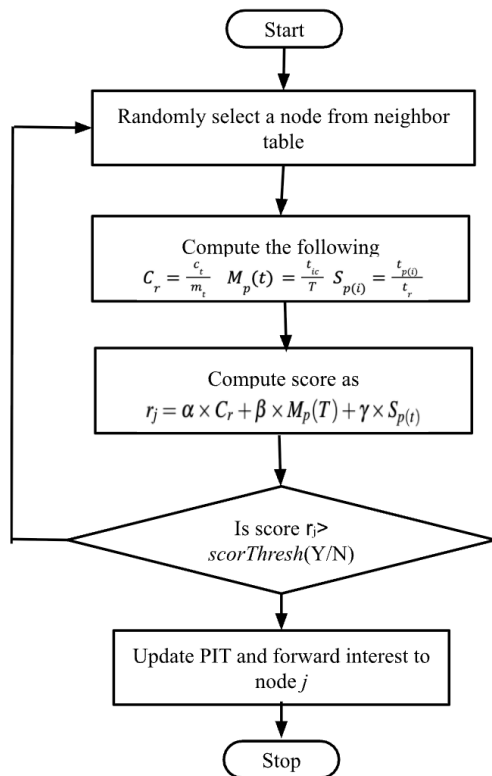 Start
Randomly select a node from neighbor
table
Compute the following
C_r = c_t/m_t M_p(t) = t_ic/T S_p(i) = t_p(i)/t_r
Compute score as
r_j = α × C_r + β × M_p(T) + γ × S_p(t)
Is score r_j>
scorThresh(Y/N)
Update PIT and forward interest to
node j
Stop